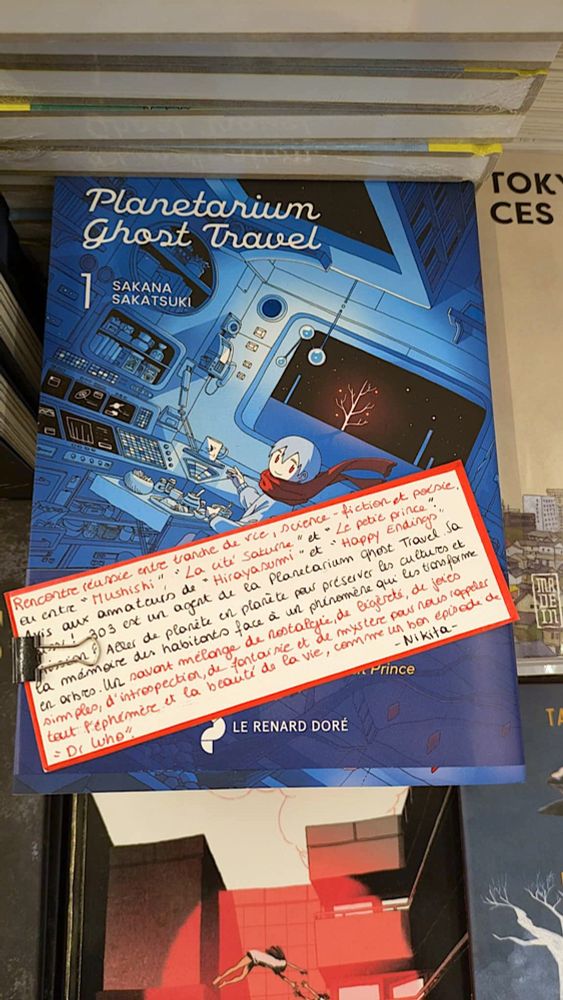 Planetarium
Ghost Travel
1
SAKANA
SAKATSUKI
TOKY
CES
Rencontre réussie entre tranche de vie, science-fiction et poésie,
ou entre "Mushishi", "La cité Saturne" et "Le petit prince".
Avis aux amateurs de "Hirayasumi" et "Happy Endings".
303 est un agent de la Planetarium Ghost Travel. Sa
Aller de planète en planète pour préserver les cultures et
la mémoire des habitants face à un phénomène qui les transforme
en arbres. Un savant mélange de nostalgie, de légèreté, de joies
simples, d'introspection, de fantaisie et de mystère pour nous rappeler
tout l'éphémère et la beauté de la vie, comme un bon épisode de
"Dr Who".
-Nikita-
Prince
LE RENARD DORÉ
TA